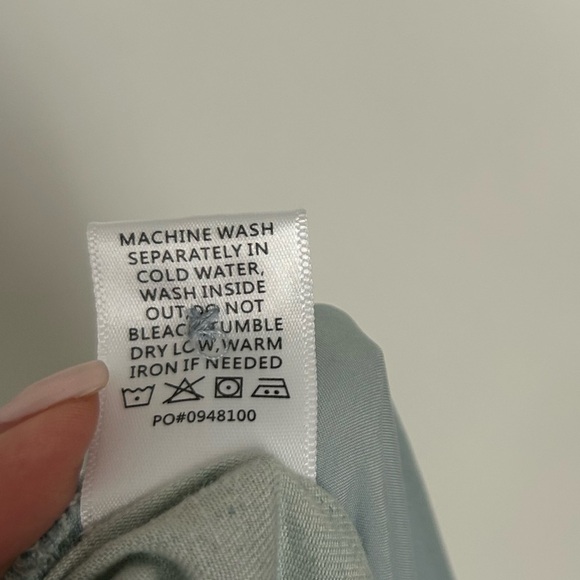 MACHINE WASH
SEPARATELY IN
COLD WATER,
WASH INSIDE
OUT, DO NOT
BLEACH, TUMBLE
DRY LOW, WARM
IRON IF NEEDED
PO#0948100